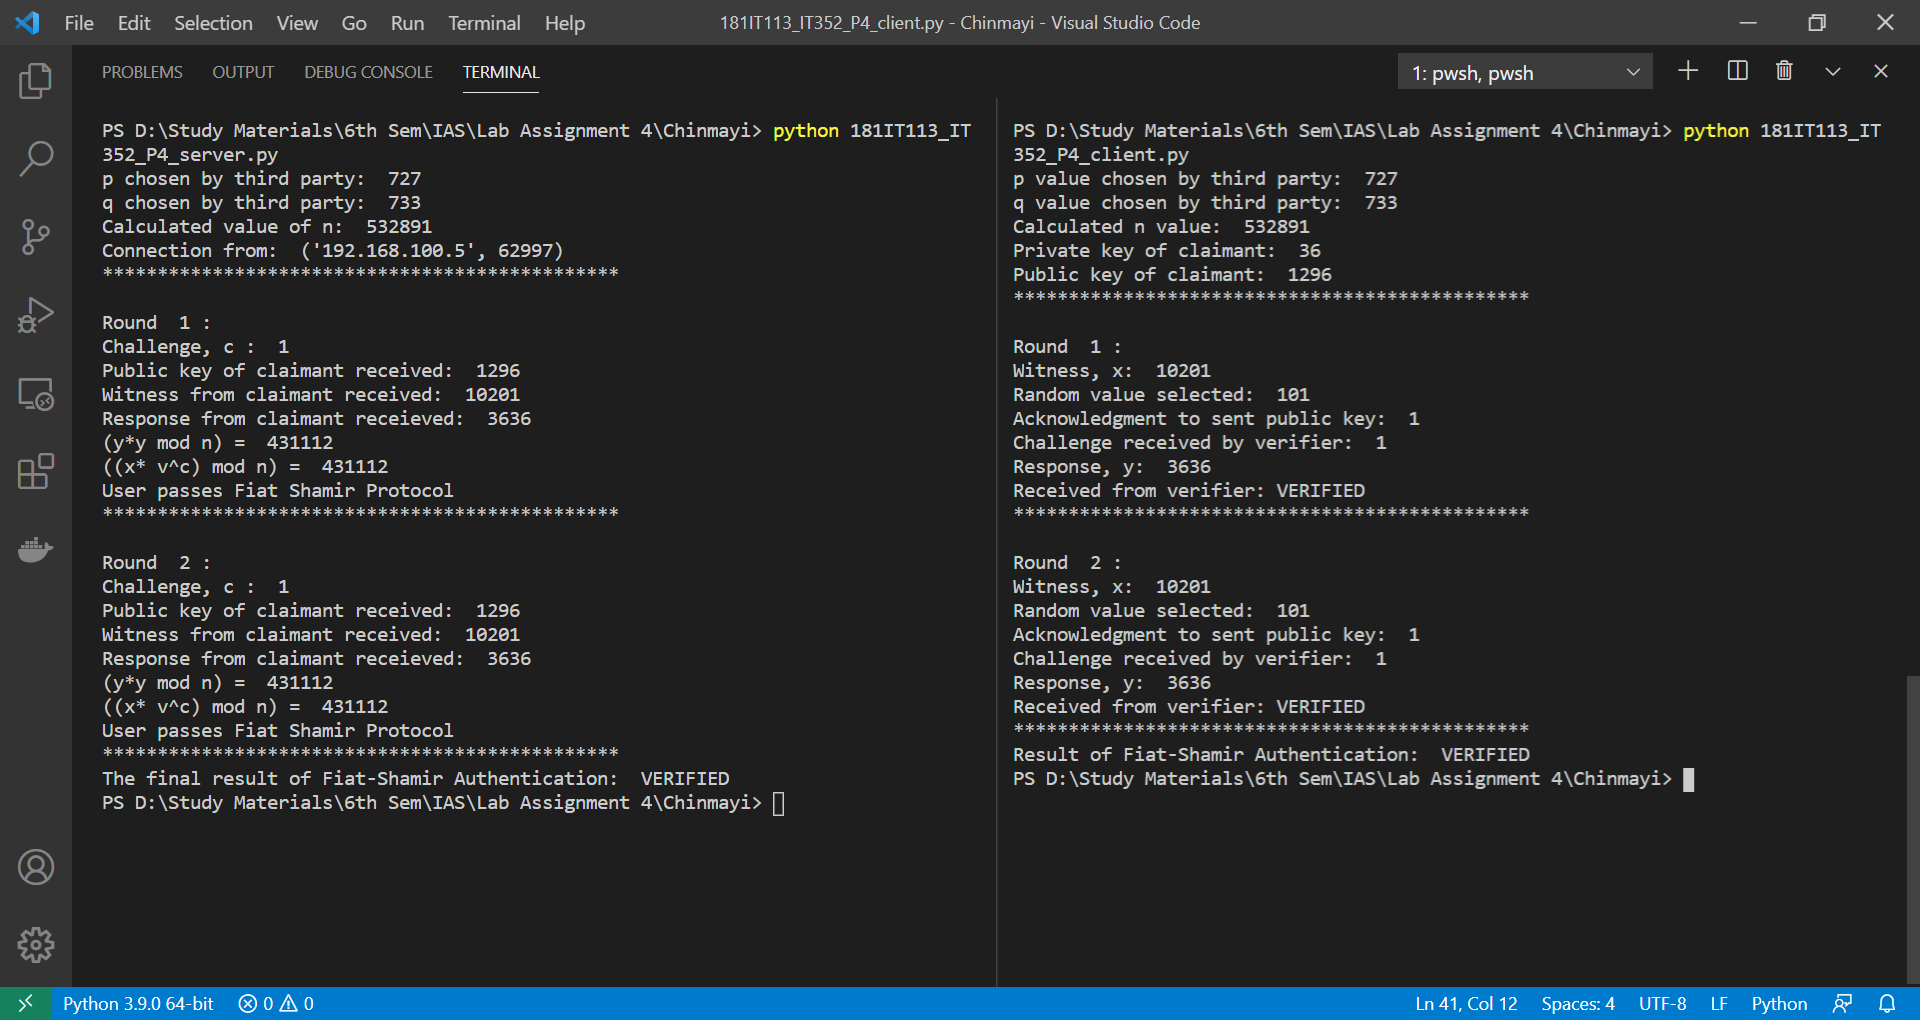 File Edit Selection View Go Run Terminal Help 181IT113_IT352_P4_client.py - Chinmayi - Visual Studio Code
PROBLEMS OUTPUT DEBUG CONSOLE TERMINAL 1: pwsh, pwsh
PS D:\Study Materials\6th Sem\IAS\Lab Assignment 4\Chinmayi> python 181IT113_IT
352_P4_server.py
p chosen by third party:  727
q chosen by third party:  733
Calculated value of n:  532891
Connection from:  ('192.168.100.5', 62997)
***********************************************
Round  1 :
Challenge, c :  1
Public key of claimant received:  1296
Witness from claimant received:  10201
Response from claimant receieved:  3636
(y*y mod n) =  431112
((x* v^c) mod n) =  431112
User passes Fiat Shamir Protocol
***********************************************
Round  2 :
Challenge, c :  1
Public key of claimant received:  1296
Witness from claimant received:  10201
Response from claimant receieved:  3636
(y*y mod n) =  431112
((x* v^c) mod n) =  431112
User passes Fiat Shamir Protocol
***********************************************
The final result of Fiat-Shamir Authentication:  VERIFIED
PS D:\Study Materials\6th Sem\IAS\Lab Assignment 4\Chinmayi>
PS D:\Study Materials\6th Sem\IAS\Lab Assignment 4\Chinmayi> python 181IT113_IT
352_P4_client.py
p value chosen by third party:  727
q value chosen by third party:  733
Calculated n value:  532891
Private key of claimant:  36
Public key of claimant:  1296
***********************************************
Round  1 :
Witness, x:  10201
Random value selected:  101
Acknowledgment to sent public key:  1
Challenge received by verifier:  1
Response, y:  3636
Received from verifier: VERIFIED
***********************************************
Round  2 :
Witness, x:  10201
Random value selected:  101
Acknowledgment to sent public key:  1
Challenge received by verifier:  1
Response, y:  3636
Received from verifier: VERIFIED
***********************************************
Result of Fiat-Shamir Authentication:  VERIFIED
PS D:\Study Materials\6th Sem\IAS\Lab Assignment 4\Chinmayi>
Python 3.9.0 64-bit 0 0 Ln 41, Col 12 Spaces: 4 UTF-8 LF Python